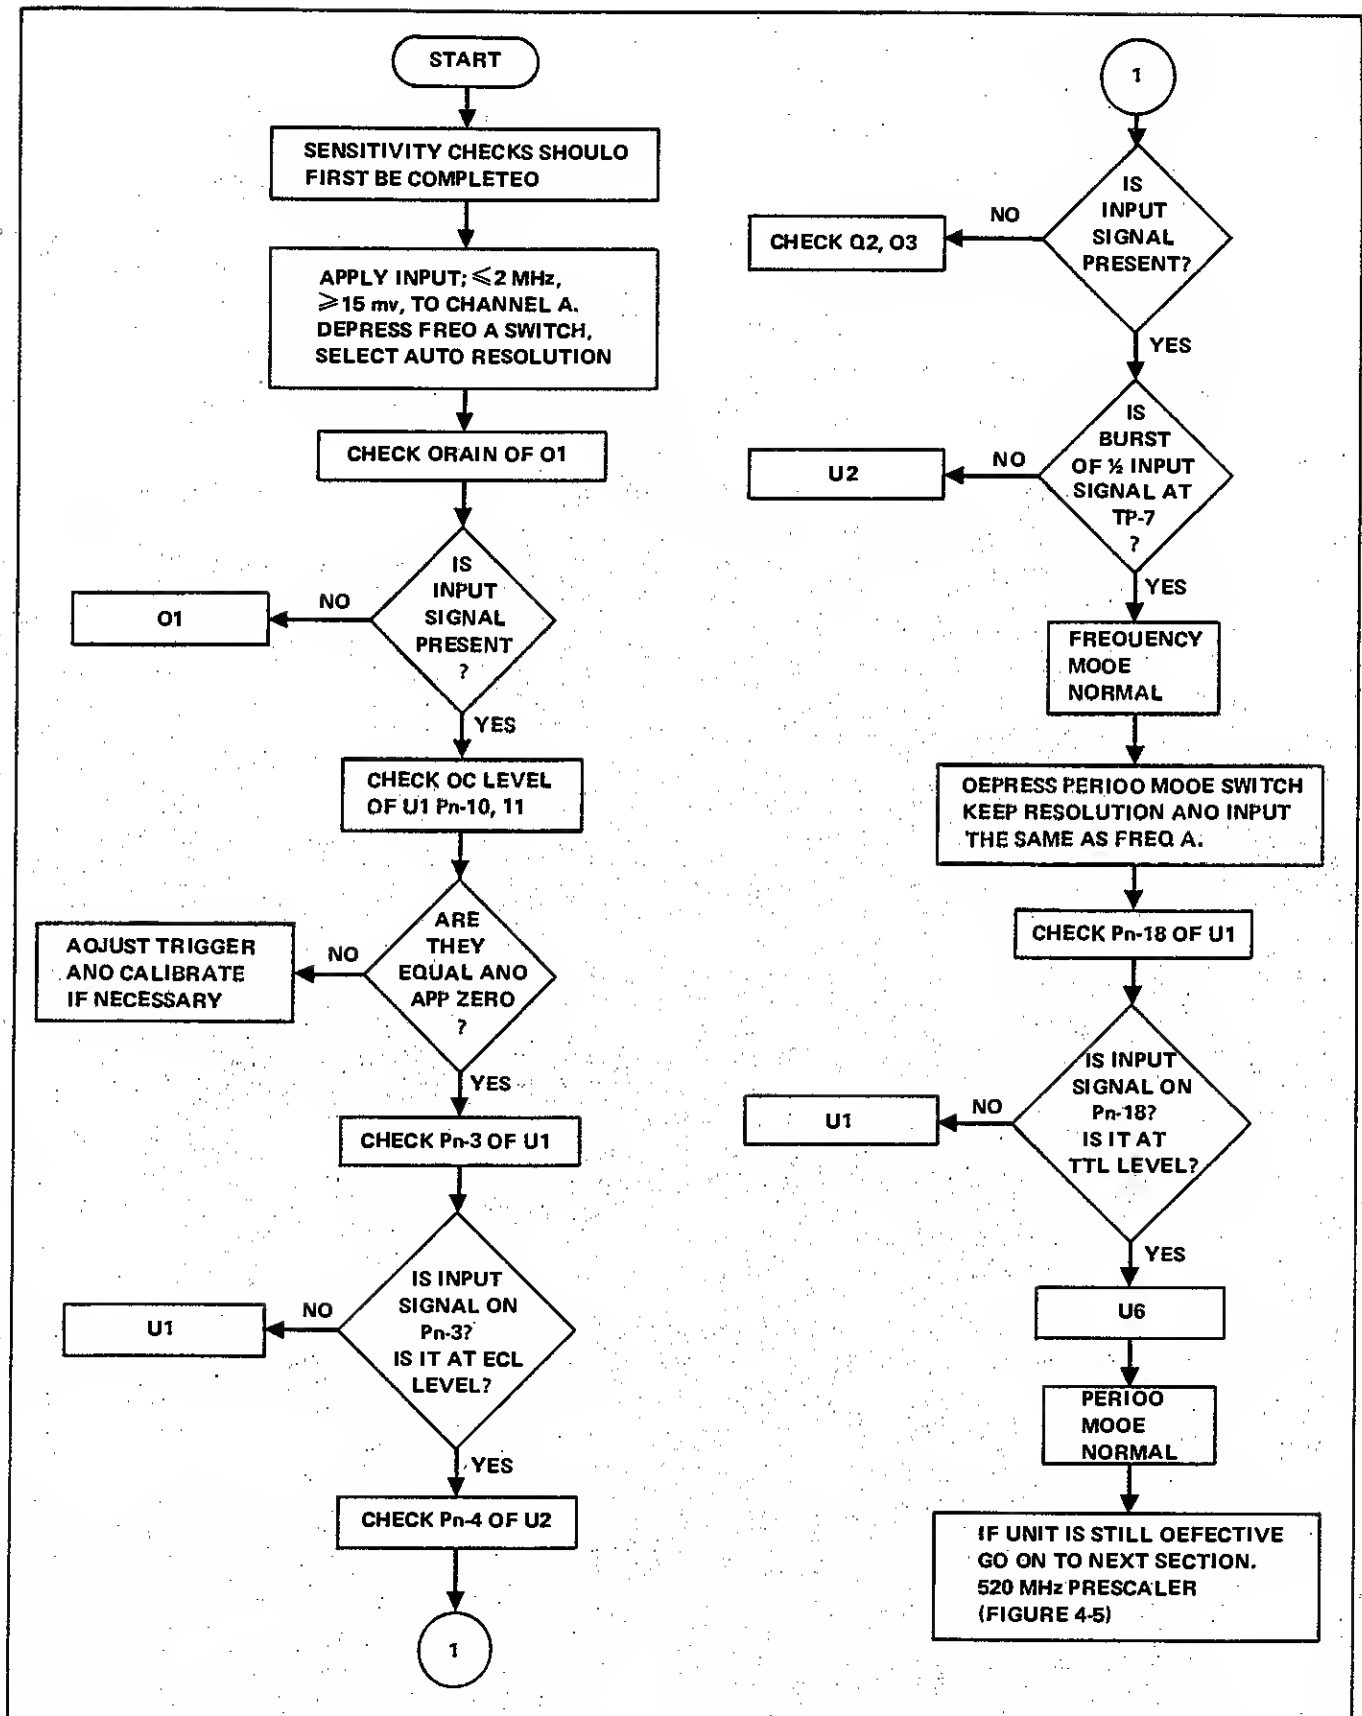 START
SENSITIVITY CHECKS SHOULD
FIRST BE COMPLETEO
APPLY INPUT; ≤2 MHz,
≥15 mv, TO CHANNEL A.
DEPRESS FREO A SWITCH,
SELECT AUTO RESOLUTION
CHECK ORAIN OF O1
IS
INPUT
SIGNAL
PRESENT
?
NO
O1
YES
CHECK OC LEVEL
OF U1 Pn-10, 11
ARE
THEY
EQUAL ANO
APP ZERO
?
NO
AOJUST TRIGGER
ANO CALIBRATE
IF NECESSARY
YES
CHECK Pn-3 OF U1
IS INPUT
SIGNAL ON
Pn-3?
IS IT AT ECL
LEVEL?
NO
U1
YES
CHECK Pn-4 OF U2
1
1
IS
INPUT
SIGNAL
PRESENT?
NO
CHECK Q2, O3
YES
IS
BURST
OF ½ INPUT
SIGNAL AT
TP-7
?
NO
U2
YES
FREOUENCY
MOOE
NORMAL
OEPRESS PERIOO MOOE SWITCH
KEEP RESOLUTION ANO INPUT
THE SAME AS FREQ A.
CHECK Pn-18 OF U1
IS INPUT
SIGNAL ON
Pn-18?
IS IT AT
TTL LEVEL?
NO
U1
YES
U6
PERIOO
MOOE
NORMAL
IF UNIT IS STILL OEFECTIVE
GO ON TO NEXT SECTION.
520 MHz PRESCALER
(FIGURE 4-5)